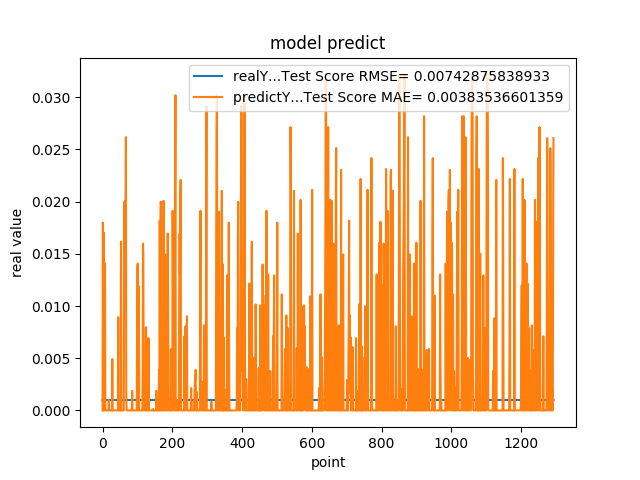 model predict
realY...Test Score RMSE= 0.00742875838933
predictY...Test Score MAE= 0.00383536601359
0.030
0.025
0.020
0.015
0.010
0.005
0.000
real value
0 200 400 600 800 1000 1200
point